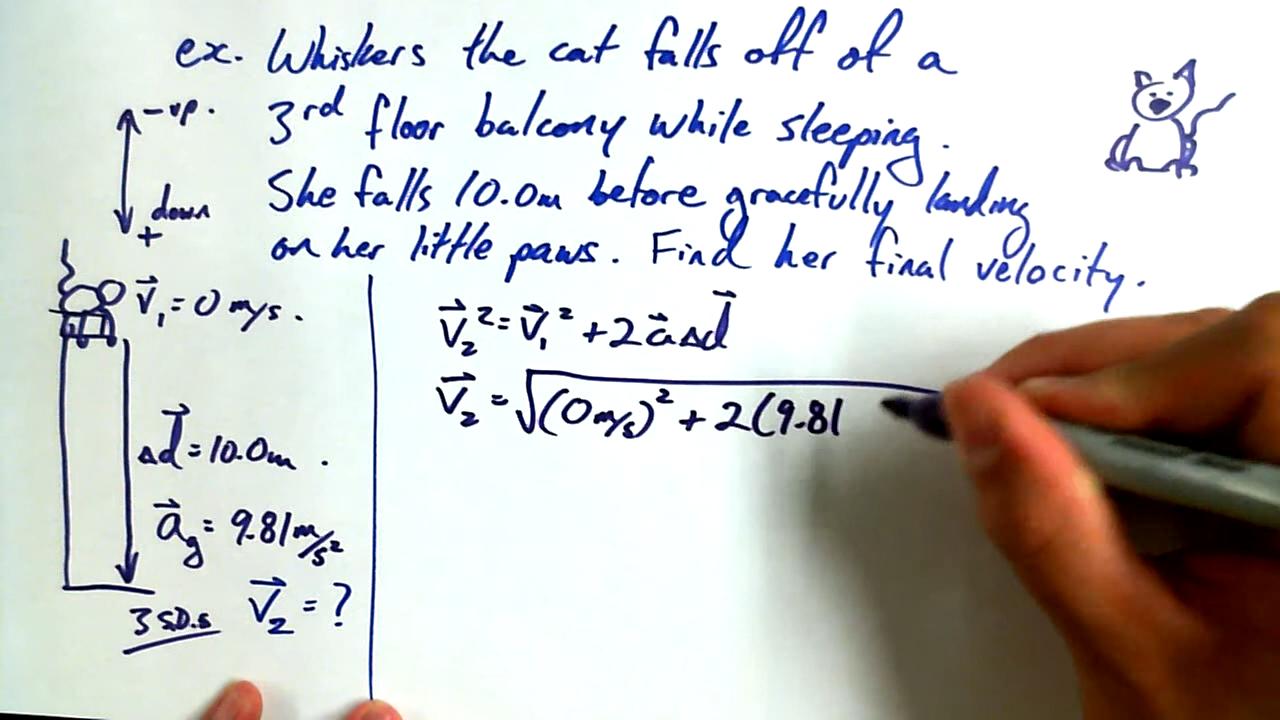 ex. Whiskers the cat falls off of a
3rd floor balcony while sleeping.
She falls 10.0m before gracefully landing
on her little paws. Find her final velocity.
- up.
down
+
V⃗₁ = 0 m/s.
Δd⃗ = 10.0m.
a⃗g = 9.81 m/s²
V⃗₂ = ?
3 S.D.s
V⃗₂² = V⃗₁² + 2a⃗Δd⃗
V⃗₂ = √(0 m/s)² + 2(9.81